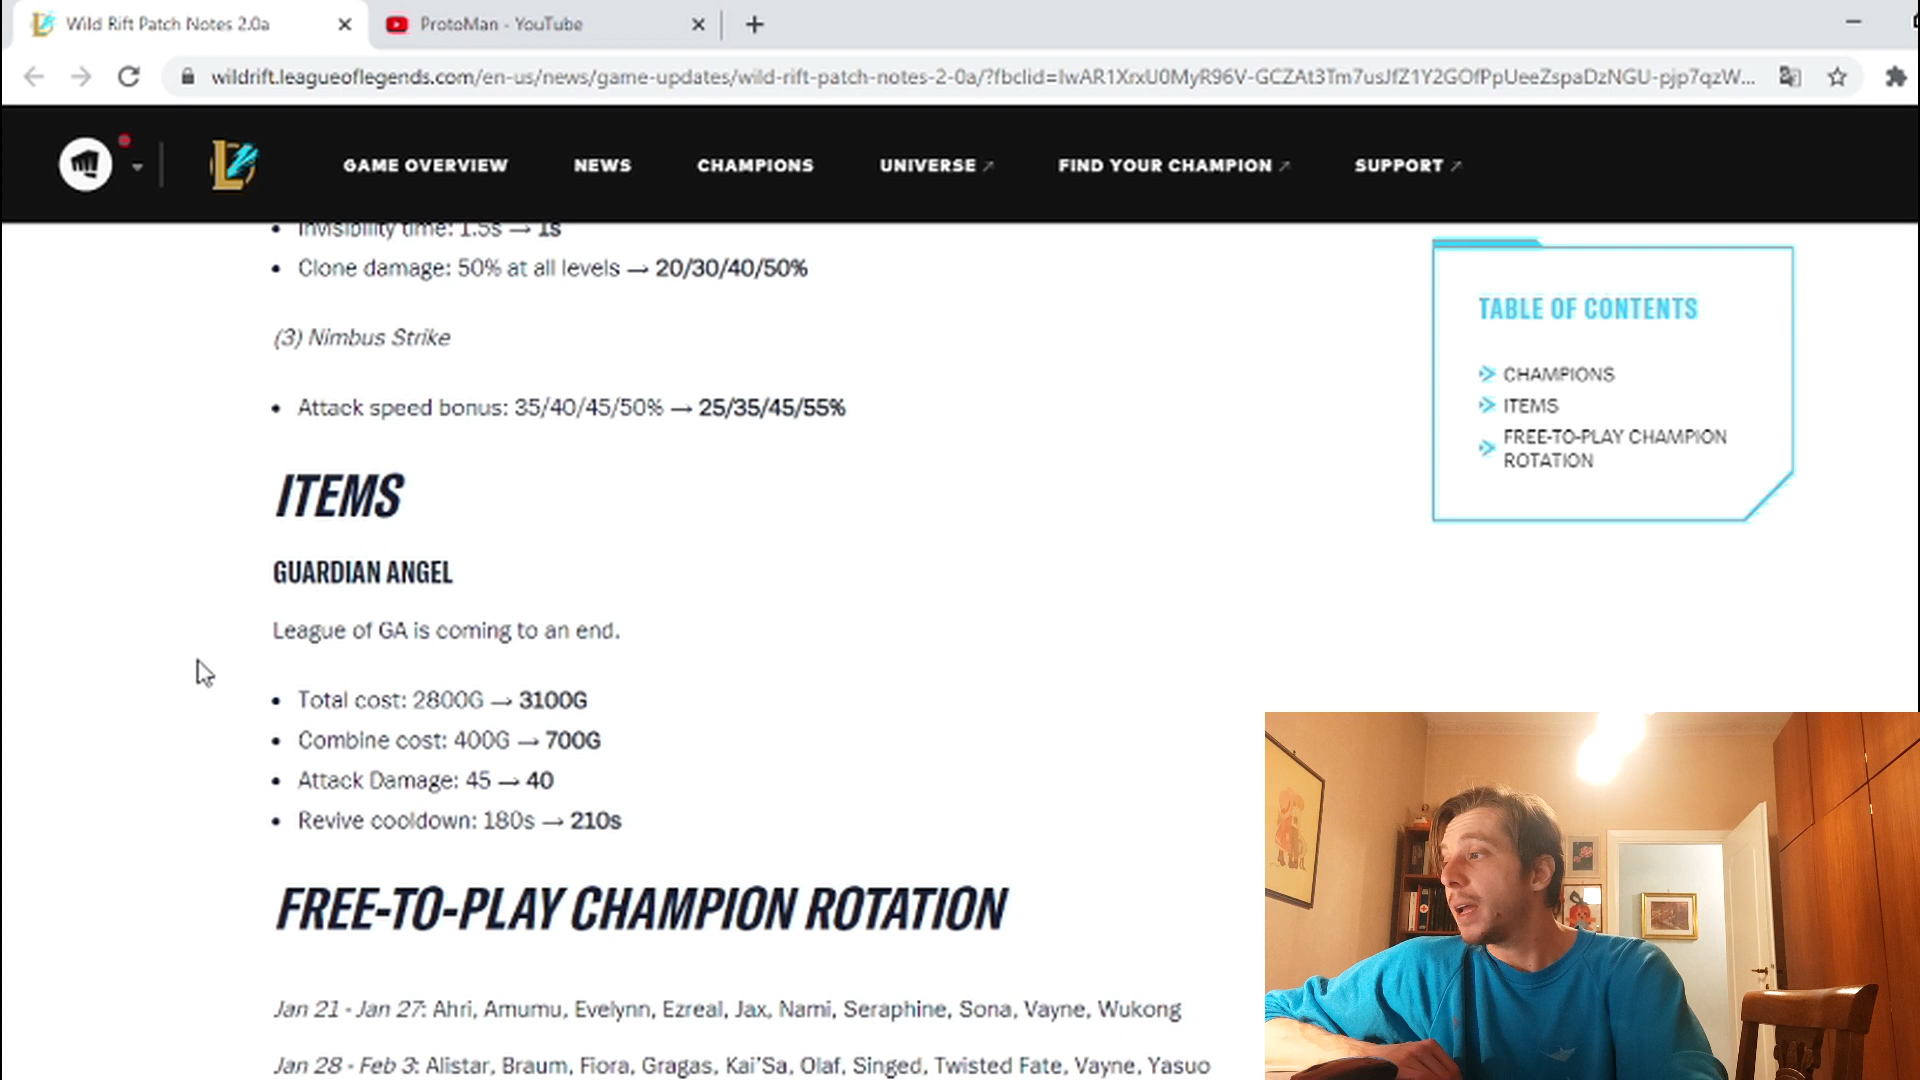 Wild Rift Patch Notes 2.0a
ProtoMan - YouTube
wildrift.leagueoflegends.com/en-us/news/game-updates/wild-rift-patch-notes-2-0a/?fbclid=IwAR1XrxU0MyR96V-GCZAt3Tm7usJfZ1Y2GOfPpUeeZspaDzNGU-pjp7qzW...
GAME OVERVIEW NEWS CHAMPIONS UNIVERSE FIND YOUR CHAMPION SUPPORT
• Invisibility time: 1.5s → 1s
• Clone damage: 50% at all levels → 20/30/40/50%
(3) Nimbus Strike
• Attack speed bonus: 35/40/45/50% → 25/35/45/55%
ITEMS
GUARDIAN ANGEL
League of GA is coming to an end.
• Total cost: 2800G → 3100G
• Combine cost: 400G → 700G
• Attack Damage: 45 → 40
• Revive cooldown: 180s → 210s
FREE-TO-PLAY CHAMPION ROTATION
Jan 21 - Jan 27: Ahri, Amumu, Evelynn, Ezreal, Jax, Nami, Seraphine, Sona, Vayne, Wukong
Jan 28 - Feb 3: Alistar, Braum, Fiora, Gragas, Kai'Sa, Olaf, Singed, Twisted Fate, Vayne, Yasuo
TABLE OF CONTENTS
CHAMPIONS
ITEMS
FREE-TO-PLAY CHAMPION
ROTATION